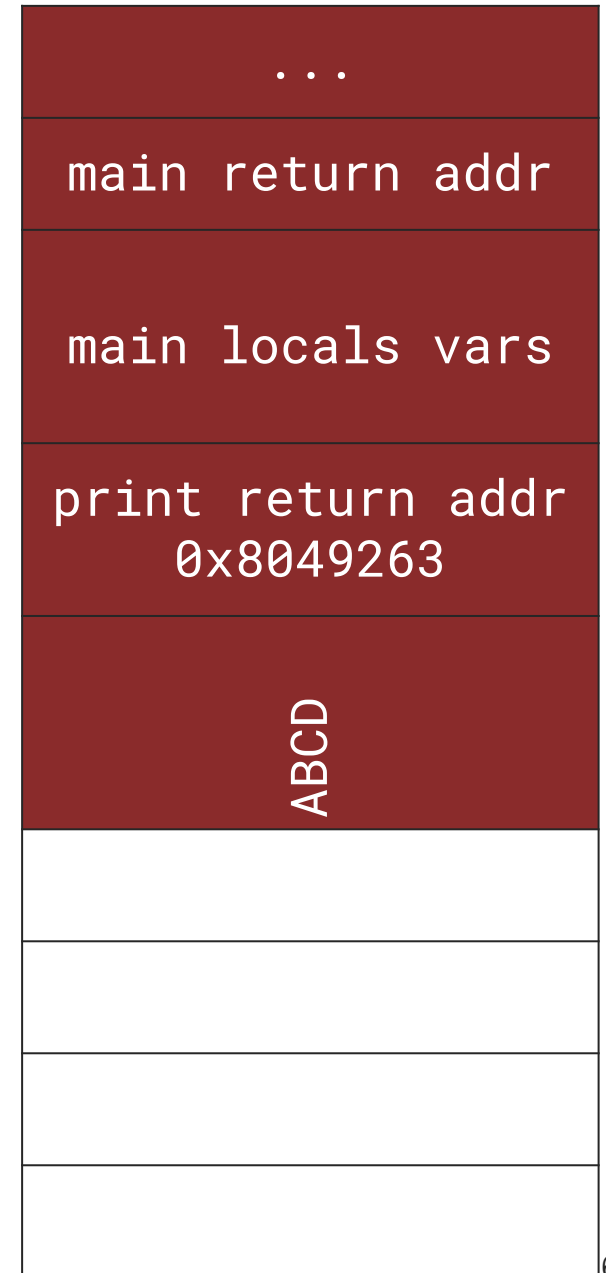 ...
main return addr
main locals vars
print return addr
0x8049263
ABCD